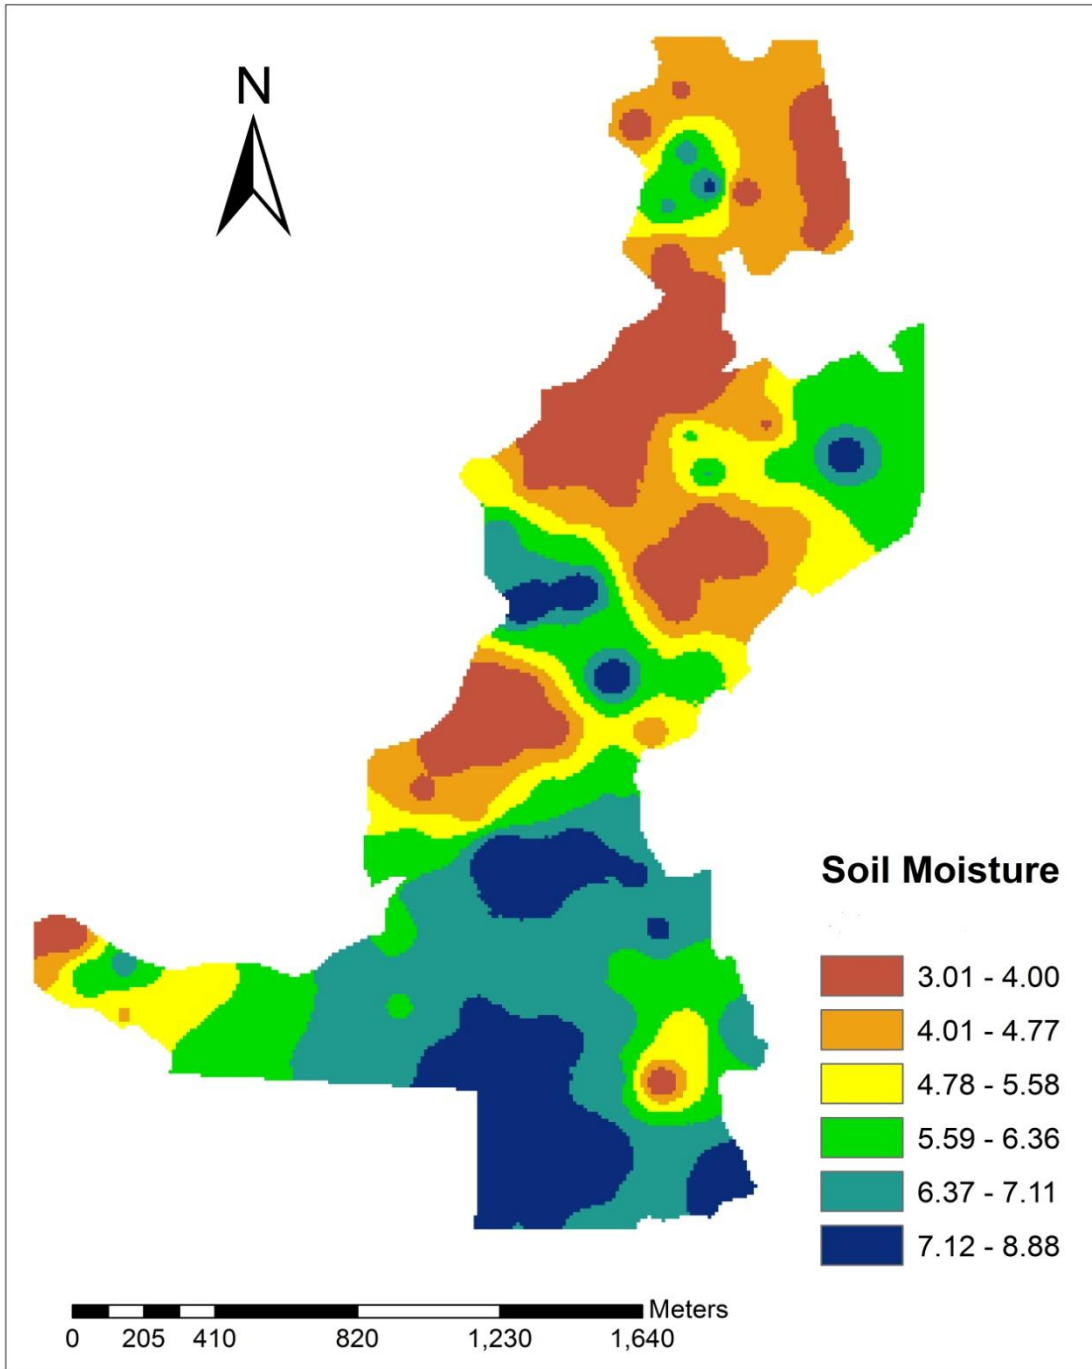 N
Soil Moisture
3.01 - 4.00
4.01 - 4.77
4.78 - 5.58
5.59 - 6.36
6.37 - 7.11
7.12 - 8.88
Meters
0 205 410 820 1,230 1,640